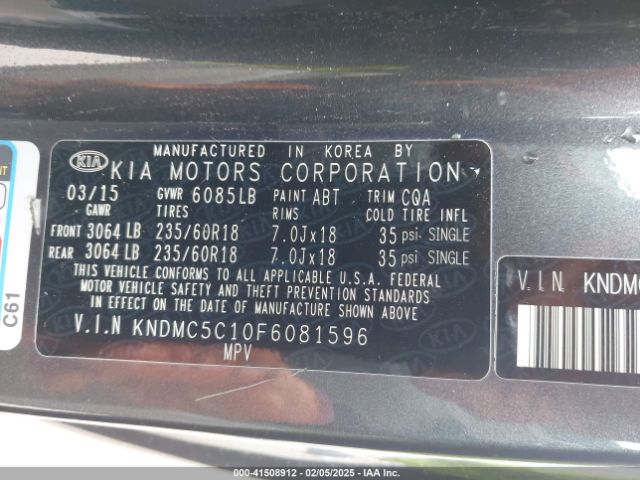 MANUFACTURED IN KOREA BY
KIA KIA MOTORS CORPORATION
03/15 GVWR 6085LB PAINT ABT TRIM CQA
GAWR TIRES RIMS COLD TIRE INFL
FRONT 3064 LB 235/60R18 7.0Jx18 35 psi- SINGLE
REAR 3064 LB 235/60R18 7.0Jx18 35 psi- SINGLE
THIS VEHICLE CONFORMS TO ALL APPLICABLE U.S.A. FEDERAL
MOTOR VEHICLE SAFETY AND THEFT PREVENTION STANDARDS
IN EFFECT ON THE DATE OF MANUFACTURE SHOWN ABOVE
V.I.N KNDMC5C10F6081596
MPV
C61
V.I.N. KNDMC
000-41508912 - 02/05/2025 - IAA Inc.